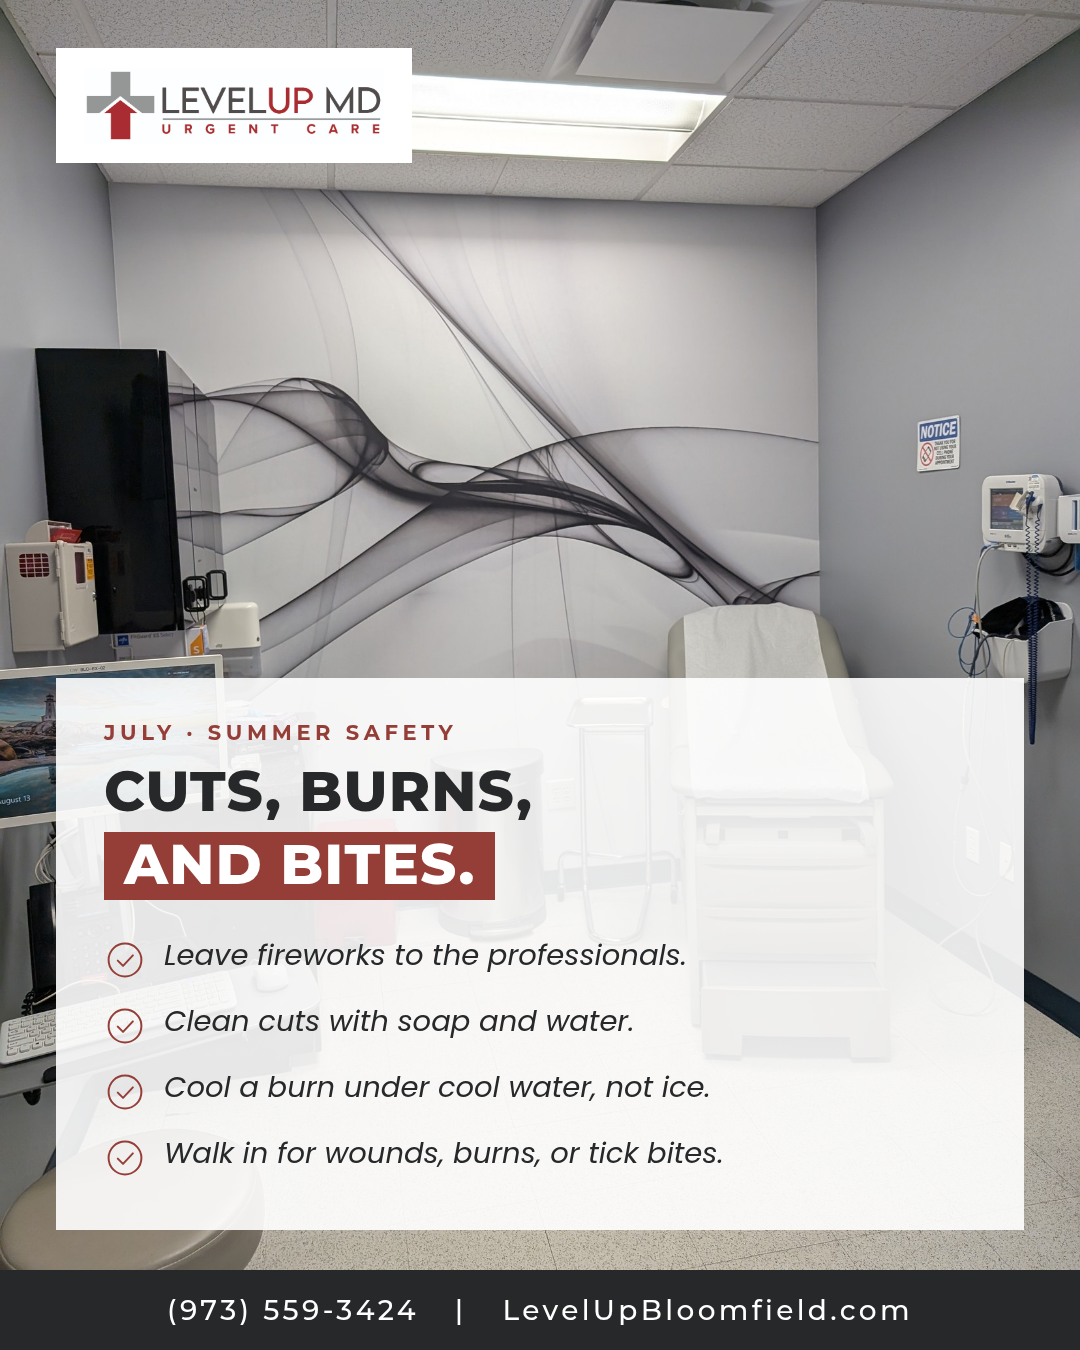 LEVELUP MD
URGENT CARE
NOTICE
August 13
JULY · SUMMER SAFETY
CUTS, BURNS,
AND BITES.
Leave fireworks to the professionals.
Clean cuts with soap and water.
Cool a burn under cool water, not ice.
Walk in for wounds, burns, or tick bites.
(973) 559-3424 | LevelUpBloomfield.com